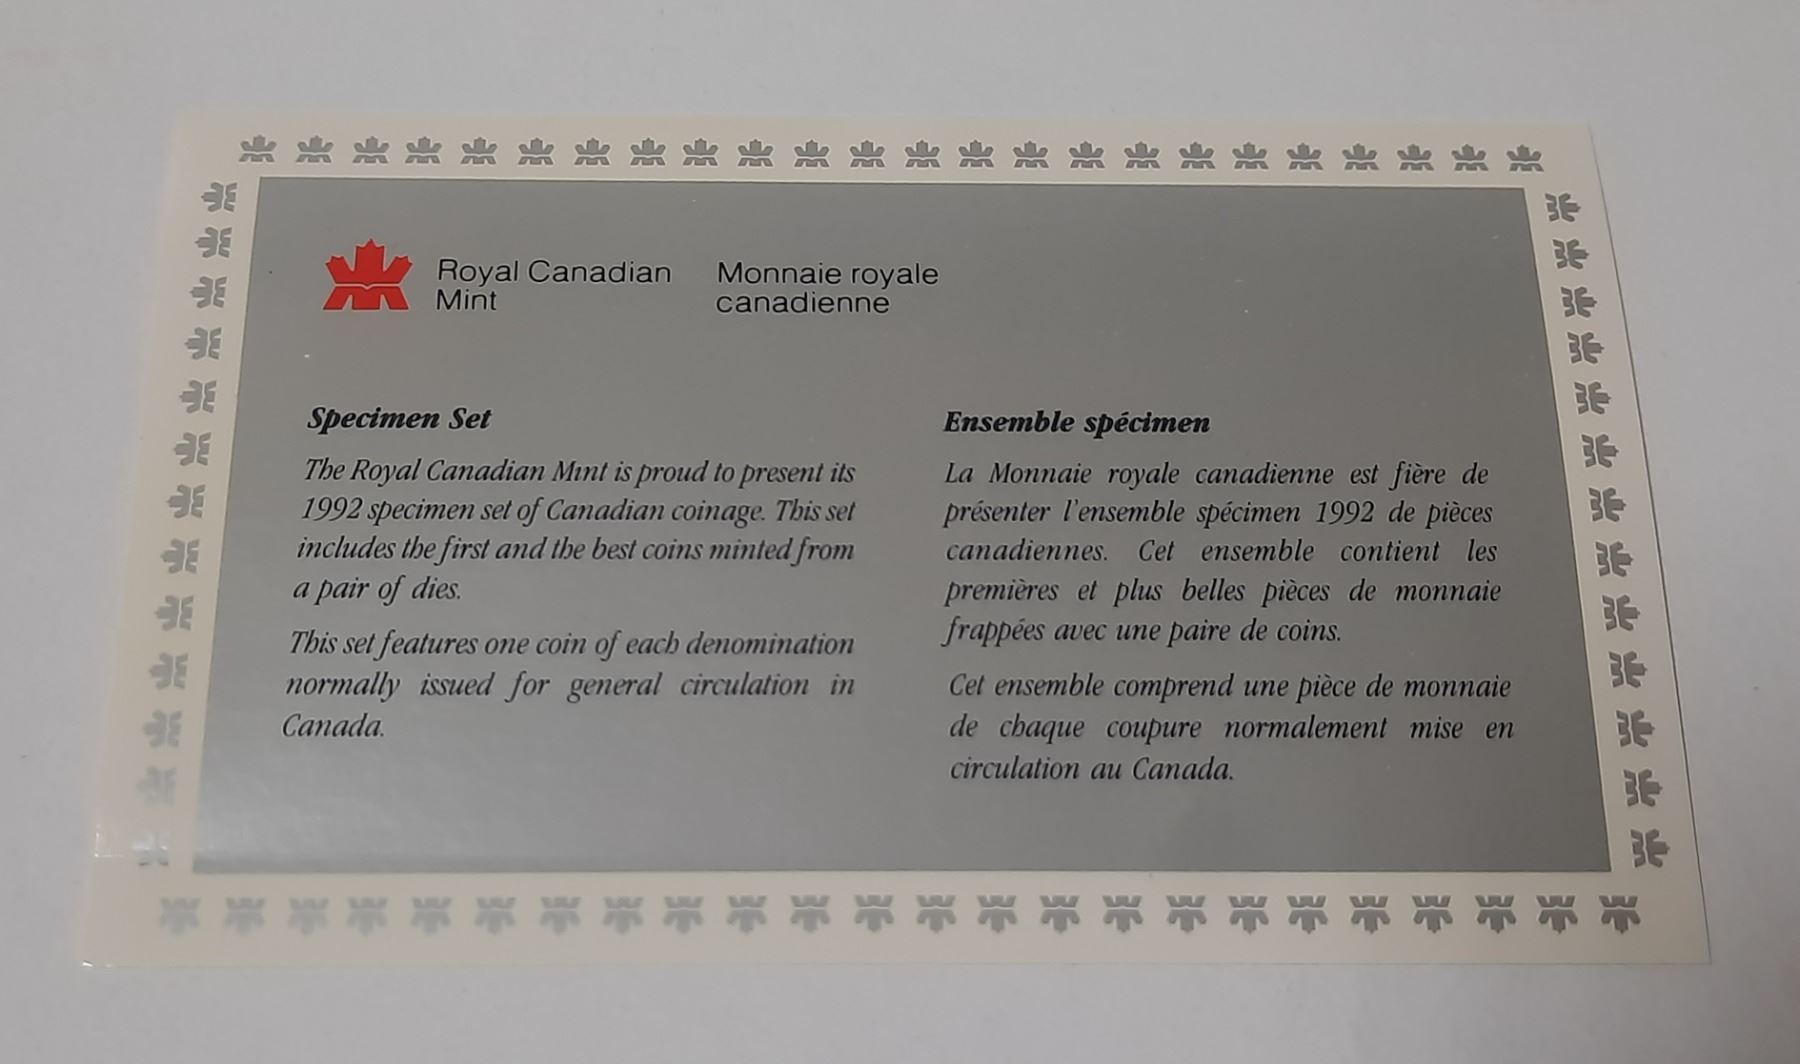 Royal Canadian
Mint
Monnaie royale
canadienne
Specimen Set
The Royal Canadian Mint is proud to present its
1992 specimen set of Canadian coinage. This set
includes the first and the best coins minted from
a pair of dies.
This set features one coin of each denomination
normally issued for general circulation in
Canada.
Ensemble spécimen
La Monnaie royale canadienne est fière de
présenter l'ensemble spécimen 1992 de pièces
canadiennes. Cet ensemble contient les
premières et plus belles pièces de monnaie
frappées avec une paire de coins.
Cet ensemble comprend une pièce de monnaie
de chaque coupure normalement mise en
circulation au Canada.